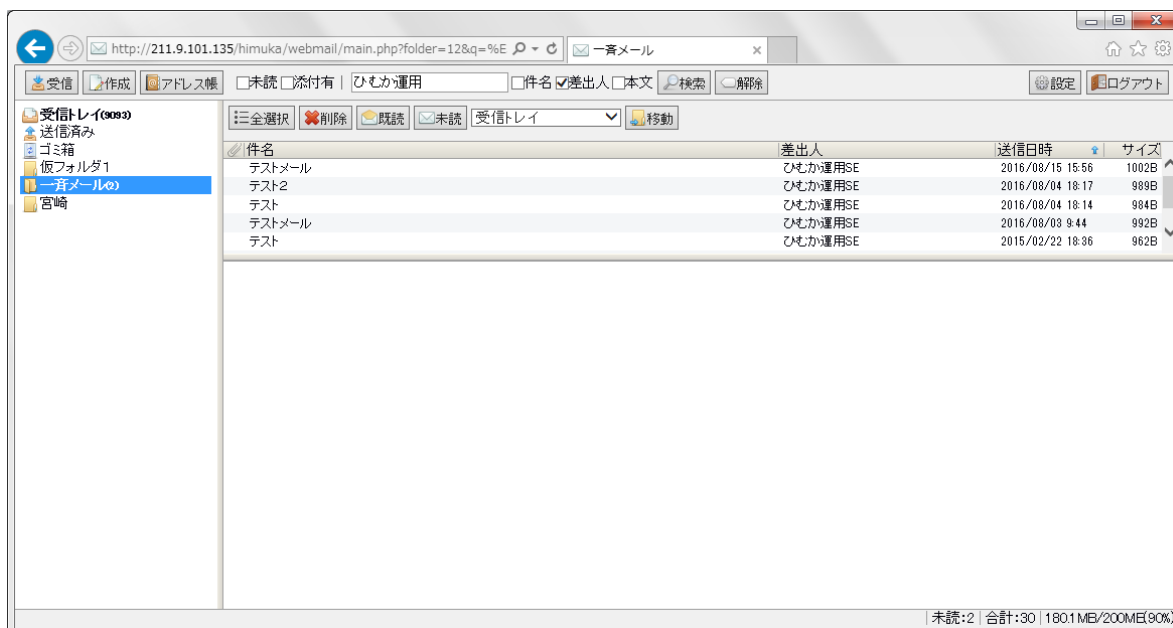 http://211.9.101.135/himuka/webmail/main.php?folder=12&q=%E 一斉メール
受信 作成 アドレス帳 未読 添付有 | ひむか運用 件名 差出人 本文 検索 解除 設定 ログアウト
受信トレイ(9093)
送信済み
ゴミ箱
仮フォルダ1
一斉メール(2)
宮崎
全選択 削除 既読 未読 受信トレイ 移動
件名 差出人 送信日時 サイズ
テストメール ひむか運用SE 2016/08/15 15:56 1002B
テスト2 ひむか運用SE 2016/08/04 18:17 989B
テスト ひむか運用SE 2016/08/04 18:14 984B
テストメール ひむか運用SE 2016/08/03 9:44 992B
テスト ひむか運用SE 2015/02/22 18:36 962B
未読:2 | 合計:30 | 180.1MB/200MB(90%)